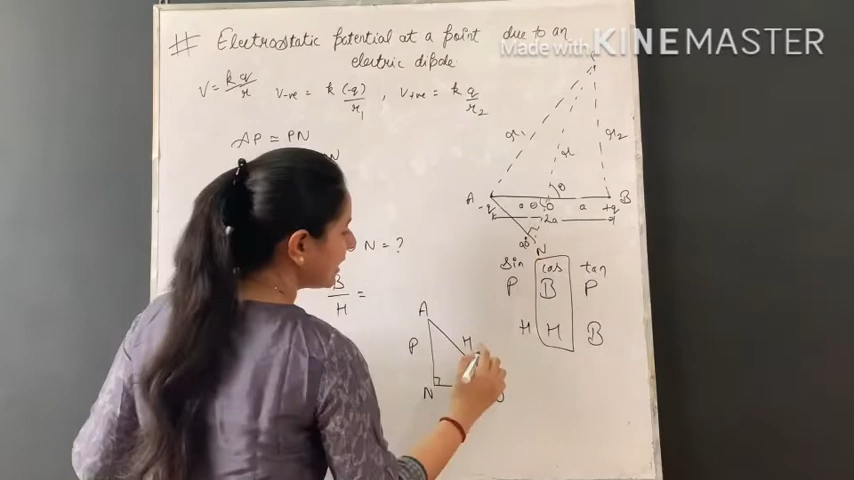 # Electrostatic potential at a point due to an
electric dipole
Made with KINEMASTER
V = kq/r V-ve = k(-q)/r1 , V+ve = k q/r2
AP = PN
N = ?
B/H =
r1 r2
r
θ
A -q a θ O a +q B
2a
90°
N
sin cos tan
P B P
H H B
A
P H
N